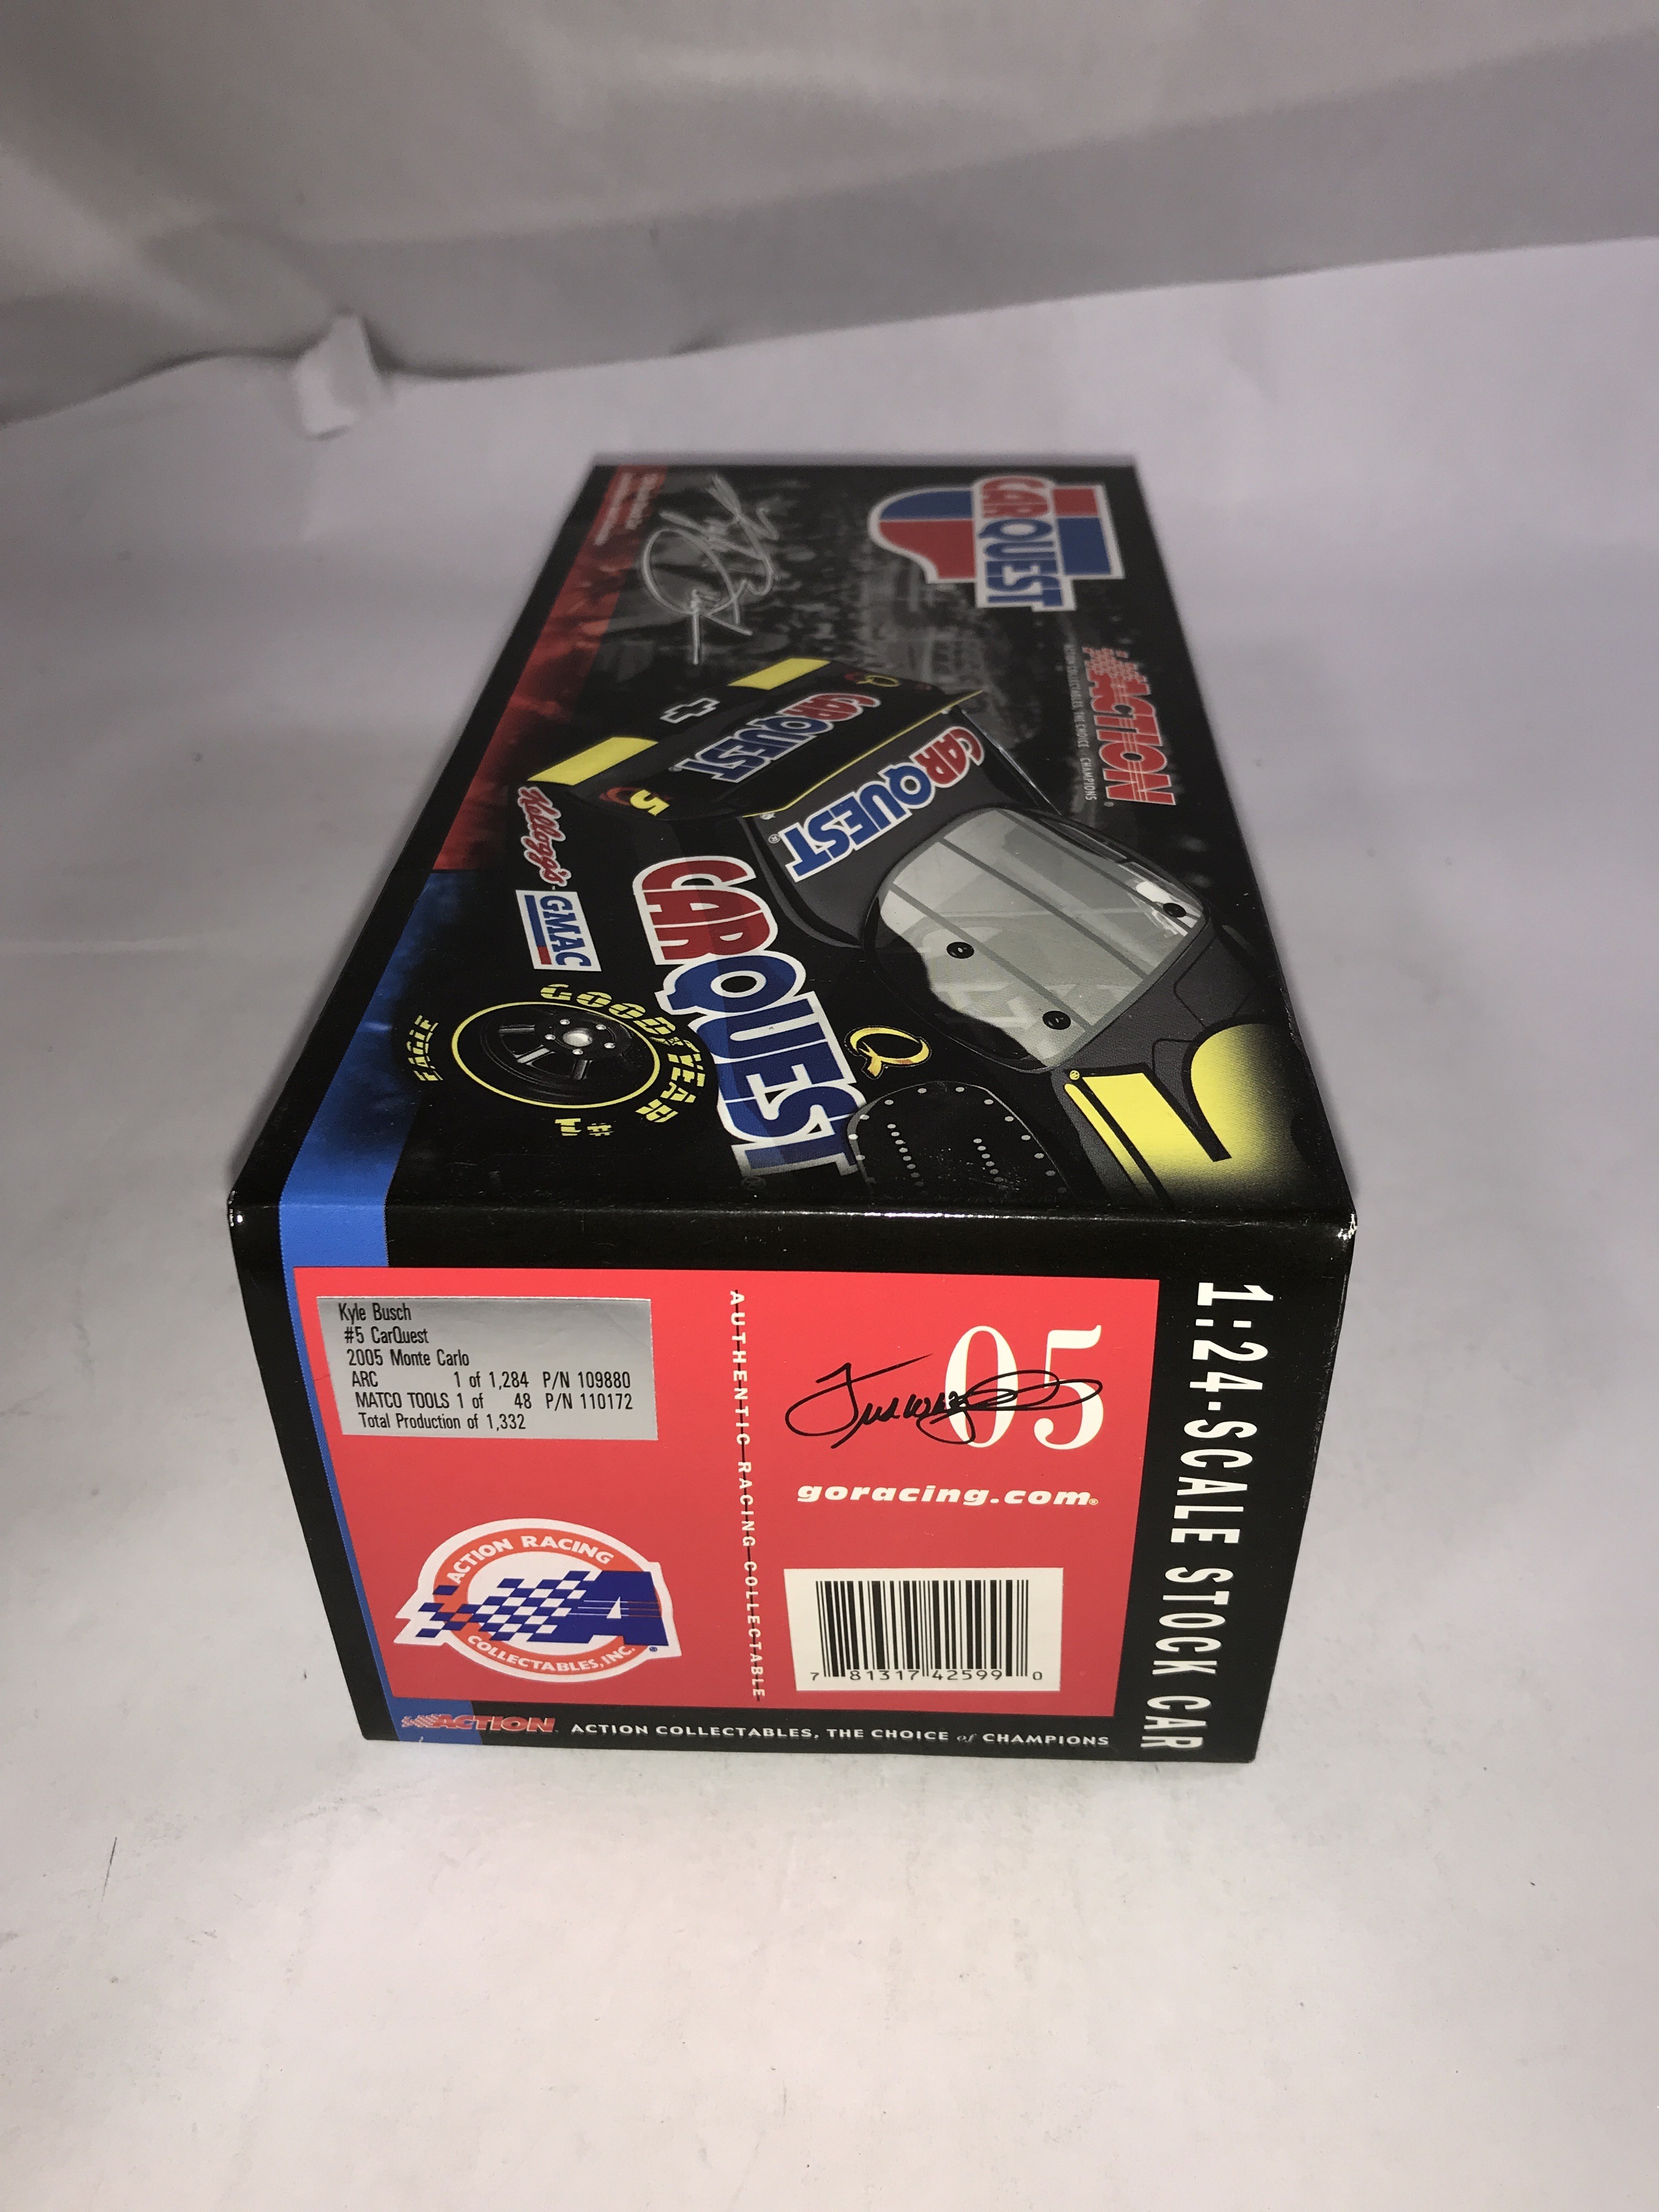 CARQUEST
ACTION
ACTION COLLECTABLES, THE CHOICE of CHAMPIONS
CARQUEST
5
CARQUEST
Kellogg's
GMAC
CARQUEST
GOODYEAR
EAGLE
#1
Kyle Busch
#5 CarQuest
2005 Monte Carlo
ARC 1 of 1,284 P/N 109880
MATCO TOOLS 1 of 48 P/N 110172
Total Production of 1,332
AUTHENTIC RACING COLLECTABLE
05
goracing.com®
7 81317 42599 0
ACTION RACING
A
COLLECTABLES, INC.
ACTION ACTION COLLECTABLES, THE CHOICE of CHAMPIONS
1:24-SCALE STOCK CAR